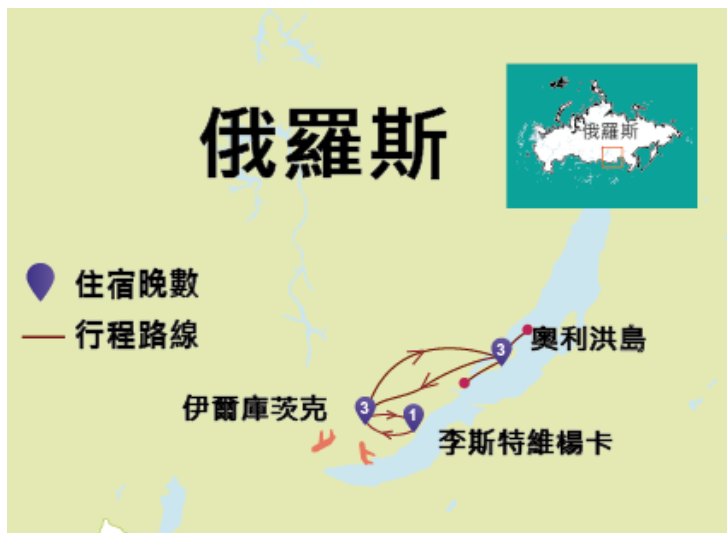 俄羅斯
俄羅斯
住宿晚數
行程路線
3
奧利洪島
伊爾庫茨克
3
1
李斯特維楊卡